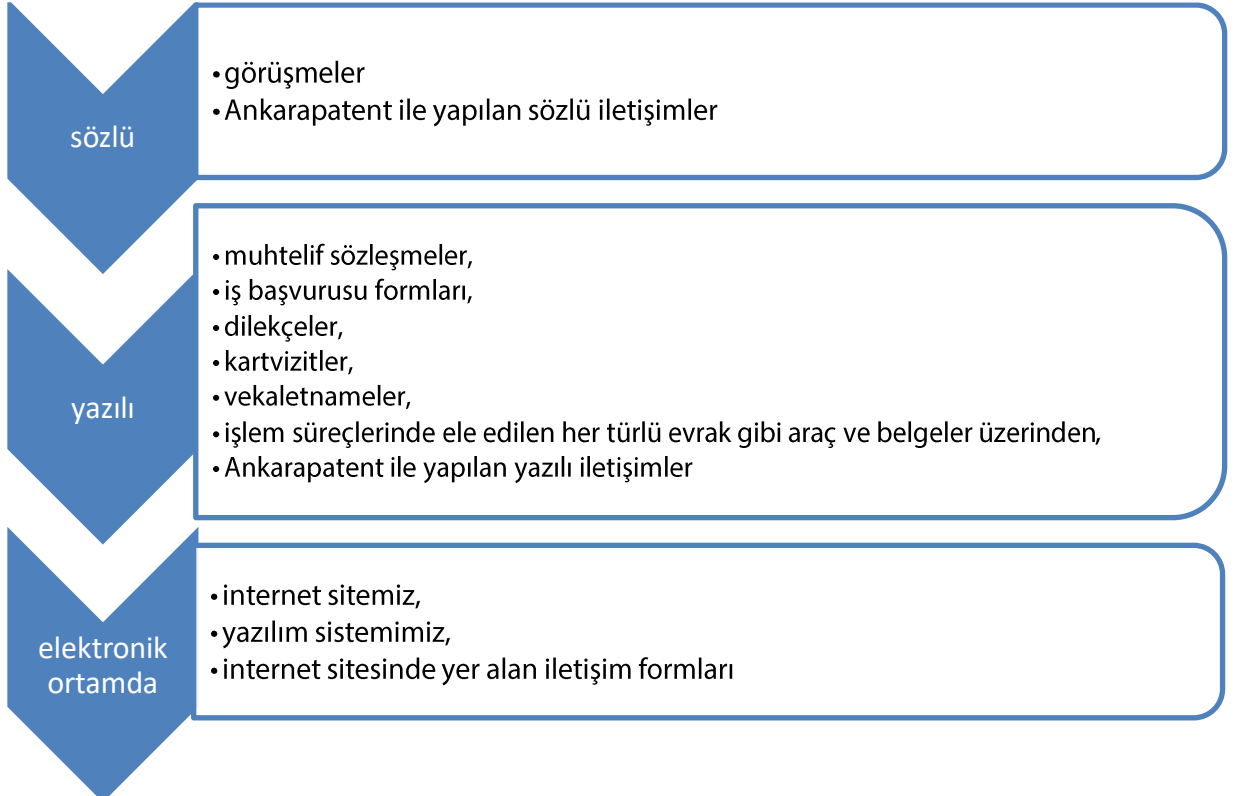 sözlü
•görüşmeler
•Ankarapatent ile yapılan sözlü iletişimler
yazılı
•muhtelif sözleşmeler,
•iş başvurusu formları,
•dilekçeler,
•kartvizitler,
•vekaletnameler,
•işlem süreçlerinde ele edilen her türlü evrak gibi araç ve belgeler üzerinden,
•Ankarapatent ile yapılan yazılı iletişimler
elektronik
ortamda
•internet sitemiz,
•yazılım sistemimiz,
•internet sitesinde yer alan iletişim formları